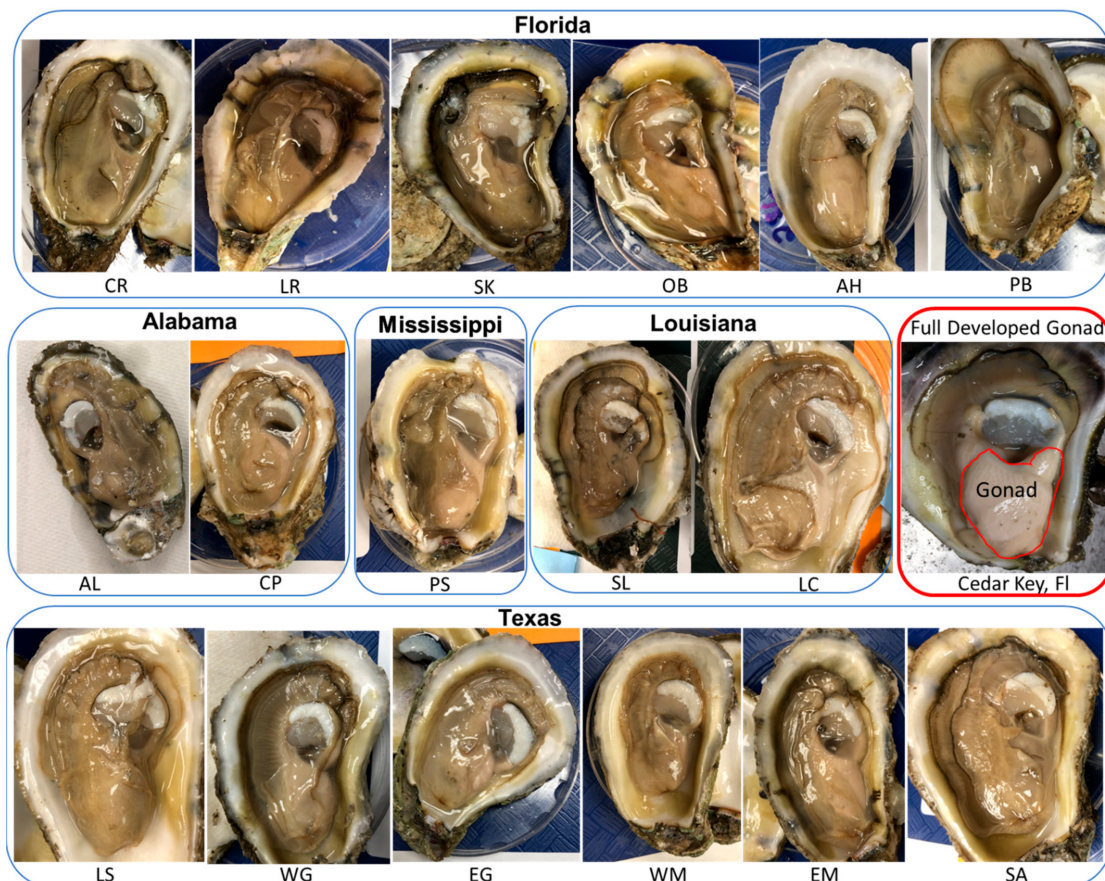 Florida
CR LR SK OB AH PB
Alabama Mississippi Louisiana Full Developed Gonad
Gonad
AL CP PS SL LC Cedar Key, Fl
Texas
LS WG EG WM EM SA